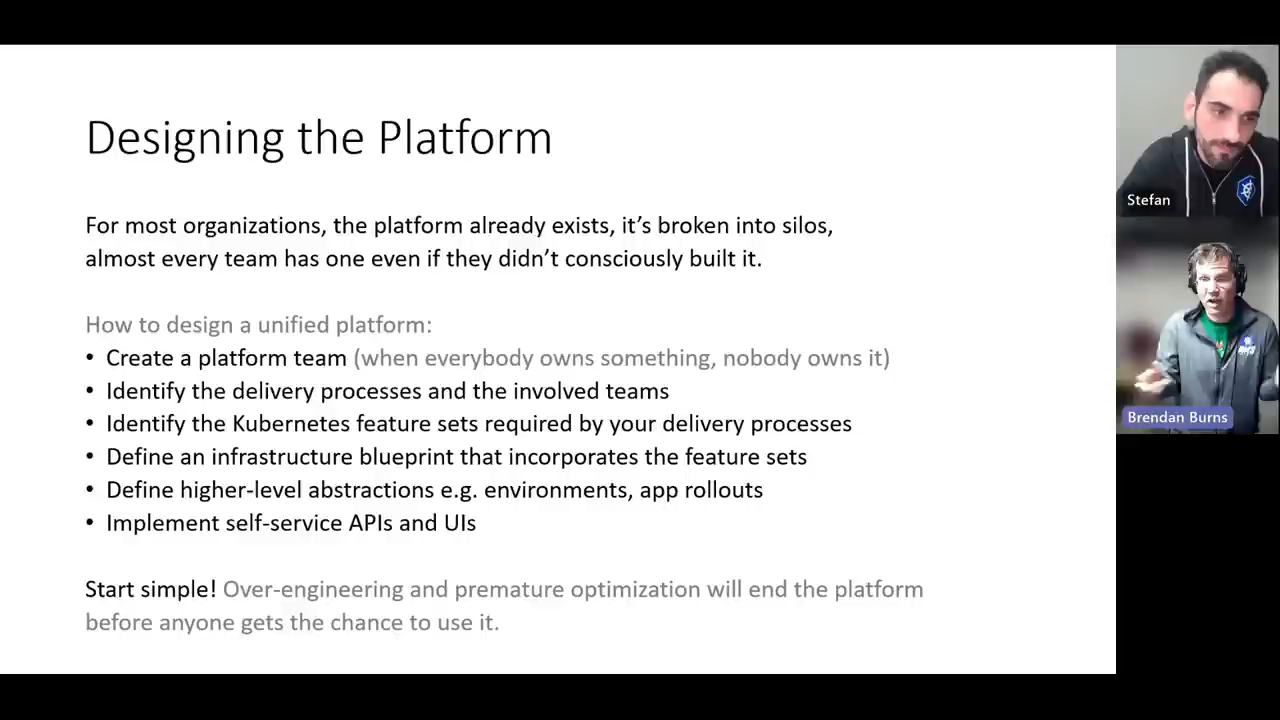 Designing the Platform
For most organizations, the platform already exists, it's broken into silos,
almost every team has one even if they didn't consciously built it.
How to design a unified platform:
• Create a platform team (when everybody owns something, nobody owns it)
• Identify the delivery processes and the involved teams
• Identify the Kubernetes feature sets required by your delivery processes
• Define an infrastructure blueprint that incorporates the feature sets
• Define higher-level abstractions e.g. environments, app rollouts
• Implement self-service APIs and UIs
Start simple! Over-engineering and premature optimization will end the platform
before anyone gets the chance to use it.
Stefan
Brendan Burns